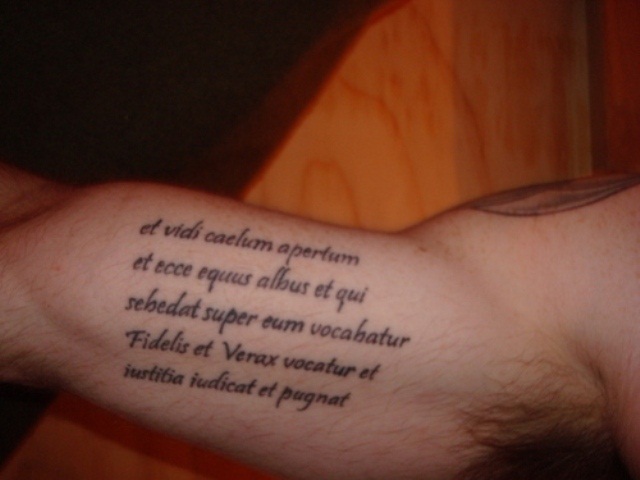 et vidi caelum apertum
et ecce equus albus et qui
sebedat super eum vocabatur
Fidelis et Verax vocatur et
iustitia iudicat et pugnat